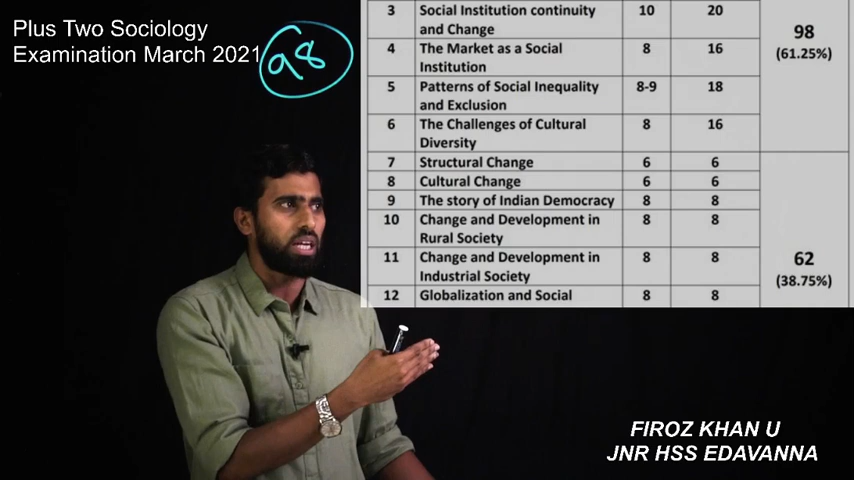 Plus Two Sociology
Examination March 2021
98
3 Social Institution continuity 10 20
and Change
98
(61.25%)
4 The Market as a Social 8 16
Institution
5 Patterns of Social Inequality 8-9 18
and Exclusion
6 The Challenges of Cultural 8 16
Diversity
7 Structural Change 6 6
8 Cultural Change 6 6
9 The story of Indian Democracy 8 8
10 Change and Development in 8 8
Rural Society
11 Change and Development in 8 8
Industrial Society
62
(38.75%)
12 Globalization and Social 8 8
FIROZ KHAN U
JNR HSS EDAVANNA